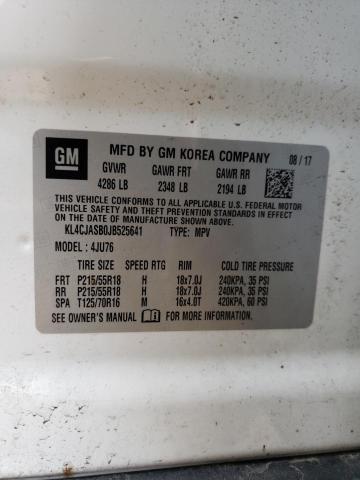 GM
MFD BY GM KOREA COMPANY 08 / 17
GVWR GAWR FRT GAWR RR
4286 LB 2348 LB 2194 LB
THIS VEHICLE CONFORMS TO ALL APPLICABLE U.S.
FEDERAL MOTOR VEHICLE SAFETY, BUMPER, AND
THEFT PREVENTION STANDARDS IN EFFECT ON THE
DATE OF MANUFACTURE SHOWN ABOVE.
KL4CJASB0JB525641 TYPE: MPV
MODEL: 4JU76
TIRE SIZE SPEED RTG RIM COLD TIRE PRESSURE
FRT P215/55R18 H 18x7.0J 240KPA, 35 PSI
RR P215/55R18 H 18x7.0J 240KPA, 35 PSI
SPA T125/70R16 M 16x4.0T 420KPA, 60 PSI
SEE OWNER'S MANUAL FOR MORE INFORMATION